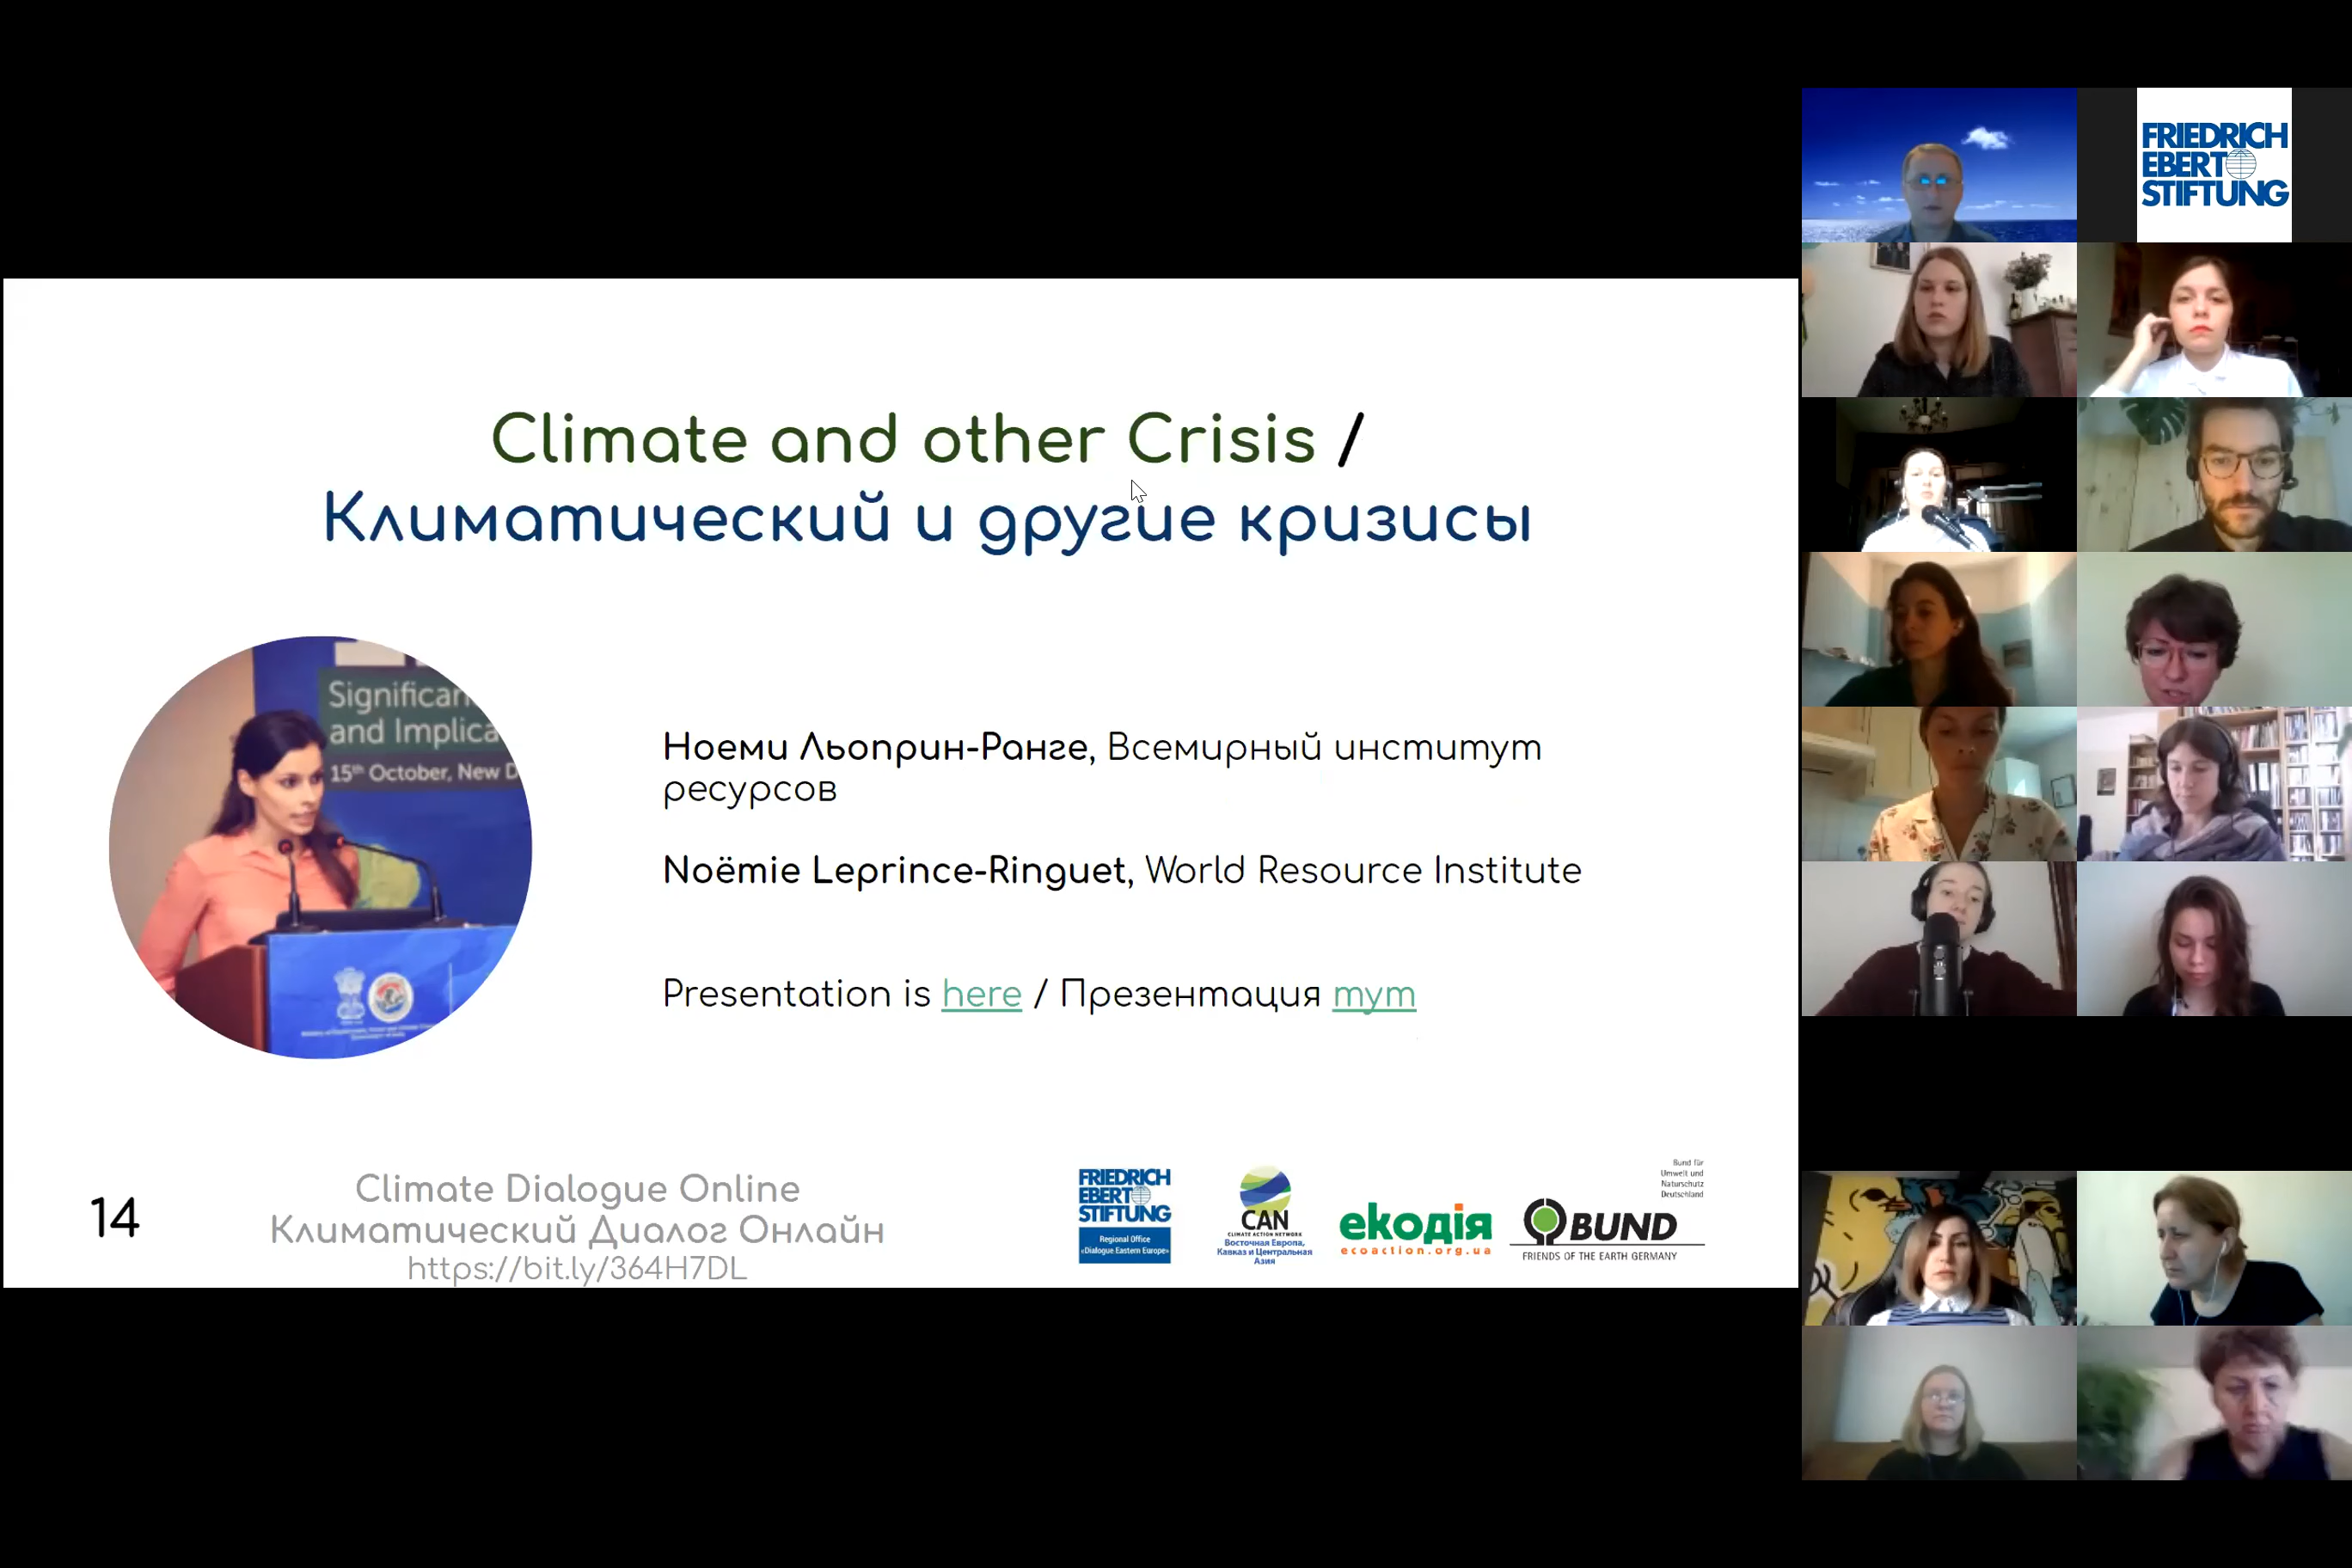 Climate and other Crisis /
Климатический и другие кризисы
Significan
and Implica
15th October, New D
Ноеми Льоприн-Ранге, Всемирный институт
ресурсов
Noëmie Leprince-Ringuet, World Resource Institute
Presentation is here / Презентация тут
14
Climate Dialogue Online
Климатический Диалог Онлайн
https://bit.ly/364H7DL
FRIEDRICH
EBERT
STIFTUNG
Regional Office
«Dialogue Eastern Europe»
CAN
CLIMATE ACTION NETWORK
Восточная Европа,
Кавказ и Центральная
Азия
екодія
ecoaction.org.ua
Bund für
Umwelt und
Naturschutz
Deutschland
BUND
FRIENDS OF THE EARTH GERMANY
FRIEDRICH
EBERT
STIFTUNG